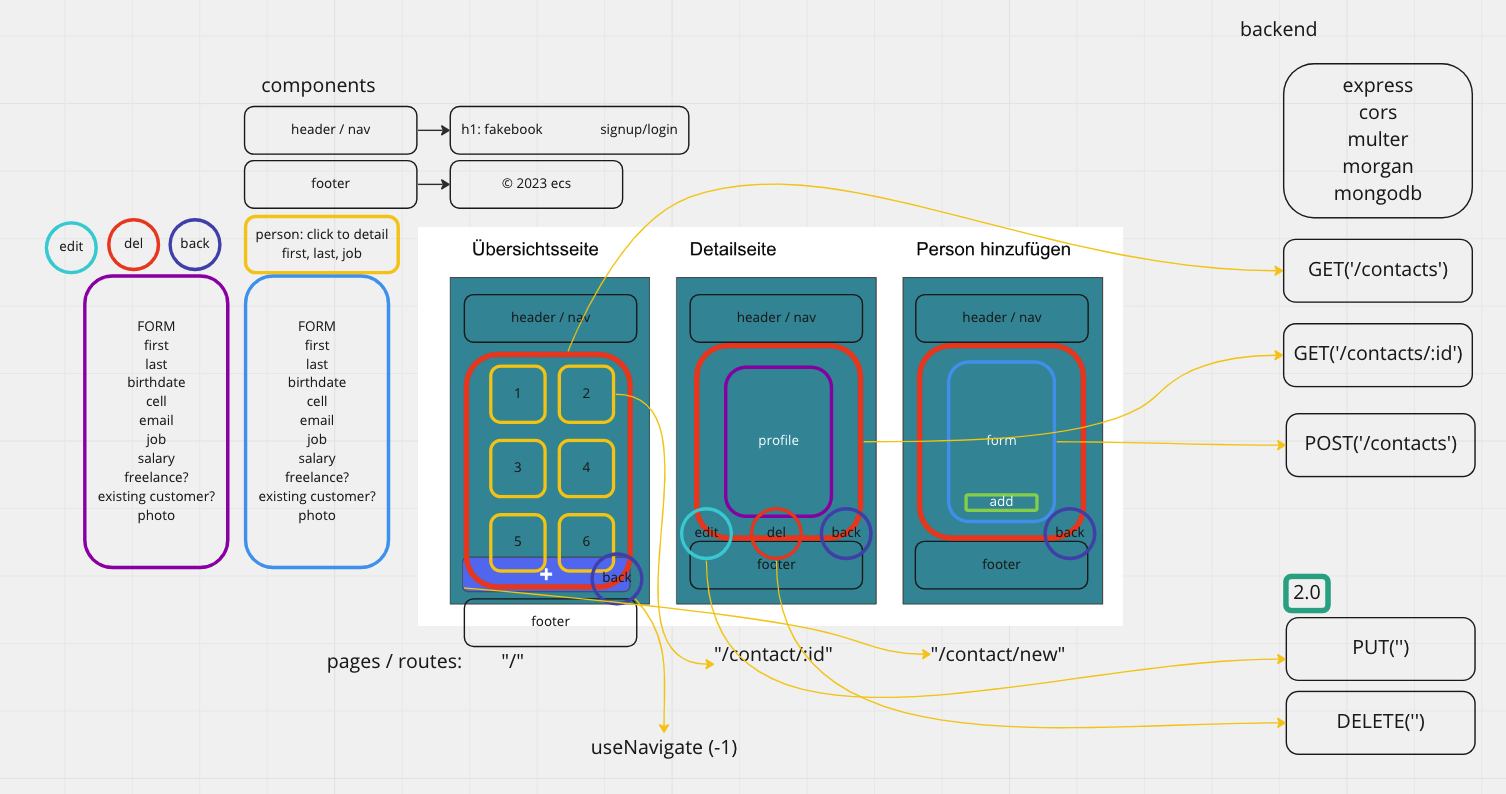 backend
components
express
cors
multer
morgan
mongodb
header / nav
h1: fakebook signup/login
footer
© 2023 ecs
edit
del
back
person: click to detail
first, last, job
FORM
first
last
birthdate
cell
email
job
salary
freelance?
existing customer?
photo
FORM
first
last
birthdate
cell
email
job
salary
freelance?
existing customer?
photo
Übersichtsseite
header / nav
1
2
3
4
5
6
+
back
footer
Detailseite
header / nav
profile
edit
del
back
footer
Person hinzufügen
header / nav
form
add
back
footer
GET('/contacts')
GET('/contacts/:id')
POST('/contacts')
2.0
PUT('')
DELETE('')
pages / routes:
"/"
"/contact/:id"
"/contact/new"
useNavigate (-1)